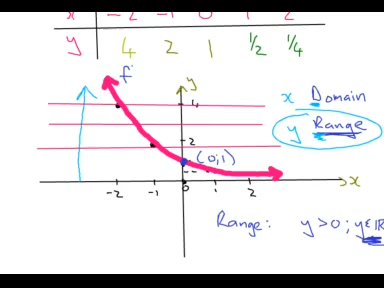 x -2 -1 0 1 2
y 4 2 1 1/2 1/4
f
y
4
x Domain
y Range
2
(0,1)
-2 -1 0 1 2
x
Range: y>0; y∈ℝ